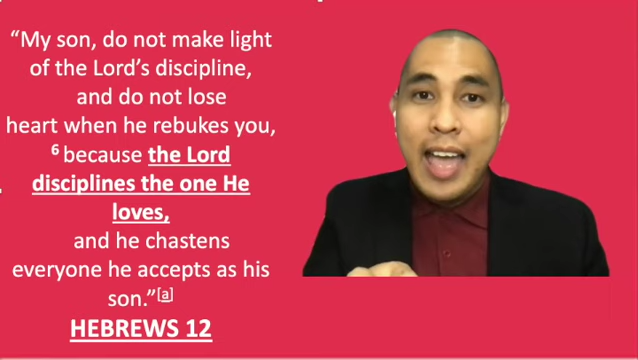 “My son, do not make light
of the Lord’s discipline,
and do not lose
heart when he rebukes you,
6 because the Lord
disciplines the one He
loves,
and he chastens
everyone he accepts as his
son.”[a]
HEBREWS 12